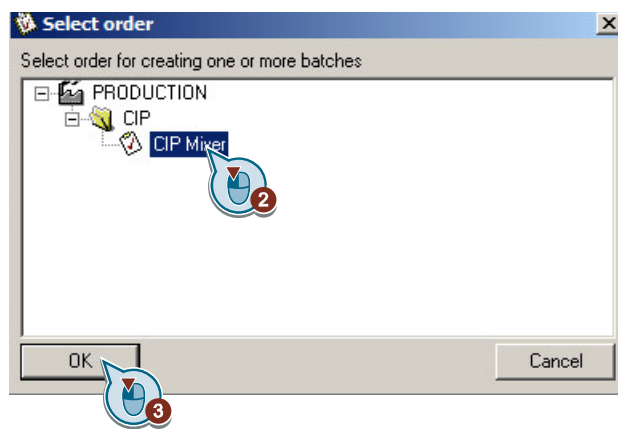 Select order
Select order for creating one or more batches
PRODUCTION
CIP
CIP Mixer
2
OK
Cancel
3